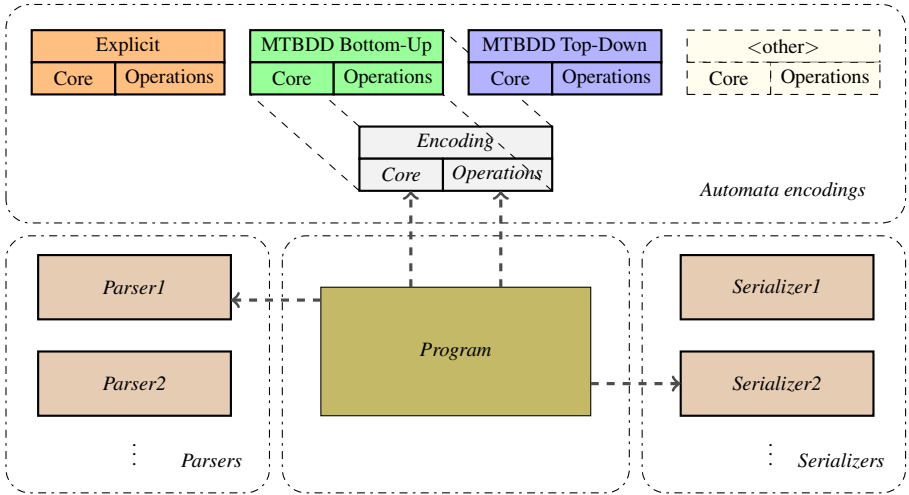 Explicit MTBDD Bottom-Up MTBDD Top-Down <other>
Core Operations Core Operations Core Operations Core Operations
Encoding
Core Operations
Automata encodings
Parser1 Serializer1
Program
Parser2 Serializer2
⋮ ⋮
Parsers Serializers